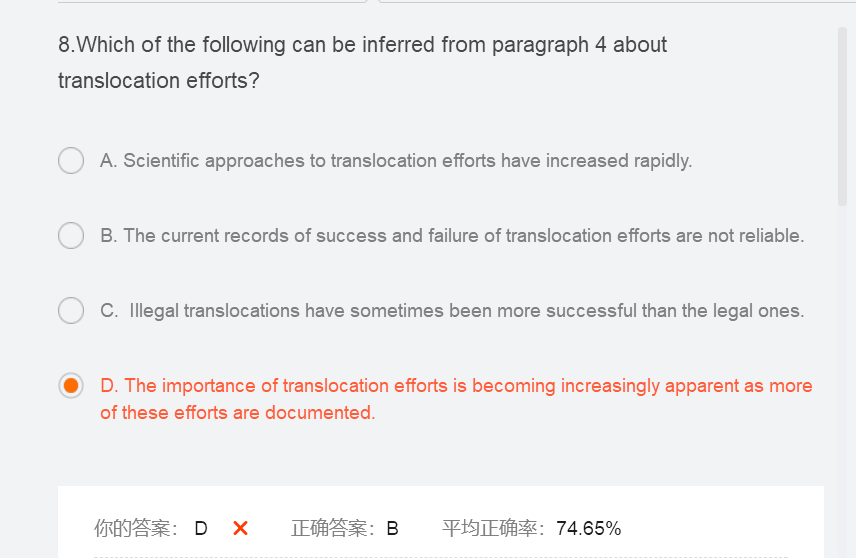 8.Which of the following can be inferred from paragraph 4 about
translocation efforts?
A. Scientific approaches to translocation efforts have increased rapidly.
B. The current records of success and failure of translocation efforts are not reliable.
C.  Illegal translocations have sometimes been more successful than the legal ones.
D. The importance of translocation efforts is becoming increasingly apparent as more
of these efforts are documented.
你的答案： D ✕ 正确答案： B 平均正确率： 74.65%